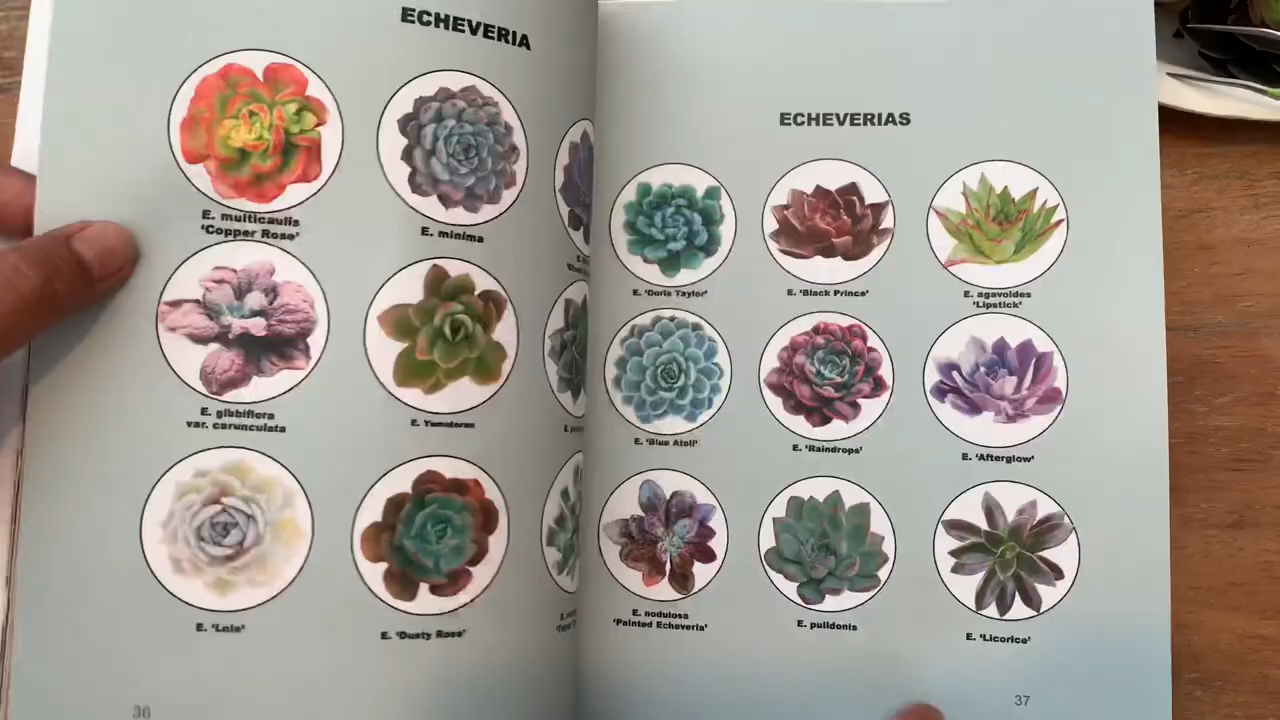 ECHEVERIA
E. multicaulis
'Copper Rose'
E. minima
E. gibbiflora
var. carunculata
E. 'Lola'
E. 'Dusty Rose'
36
ECHEVERIAS
E. 'Doris Taylor'
E. 'Black Prince'
E. agavoides
'Lipstick'
E. 'Blue Atoll'
E. 'Raindrops'
E. 'Afterglow'
E. nodulosa
'Painted Echeveria'
E. pulidonis
E. 'Licorice'
37